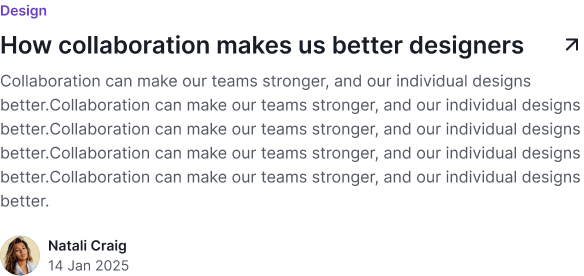 Design
How collaboration makes us better designers
Collaboration can make our teams stronger, and our individual designs
better.Collaboration can make our teams stronger, and our individual designs
better.Collaboration can make our teams stronger, and our individual designs
better.Collaboration can make our teams stronger, and our individual designs
better.Collaboration can make our teams stronger, and our individual designs
better.
Natali Craig
14 Jan 2025